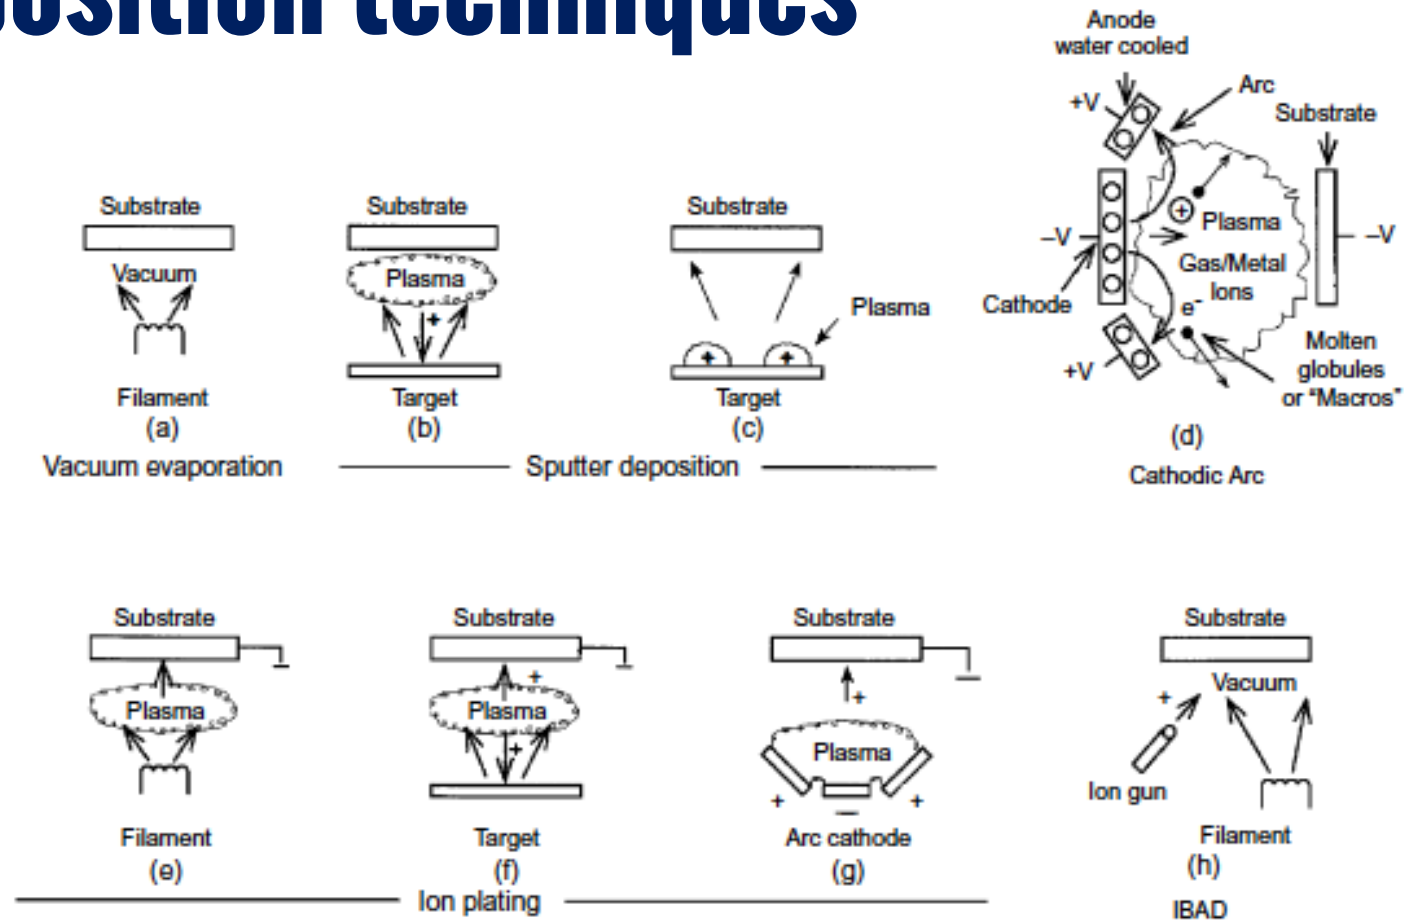 osition techniques
Substrate
Vacuum
Filament
(a)
Vacuum evaporation
Substrate
Plasma
+
Target
(b)
Substrate
Plasma
+
+
Target
(c)
Sputter deposition
Anode
water cooled
+V
Arc
Substrate
+
Plasma
–V
–V
Gas/Metal
Ions
Cathode
e-
+V
Molten
globules
or “Macros”
(d)
Cathodic Arc
Substrate
Plasma
Filament
(e)
Substrate
+
Plasma
+
Target
(f)
Substrate
+
Plasma
+
–
+
Arc cathode
(g)
Ion plating
Substrate
Vacuum
+
Ion gun
Filament
(h)
IBAD